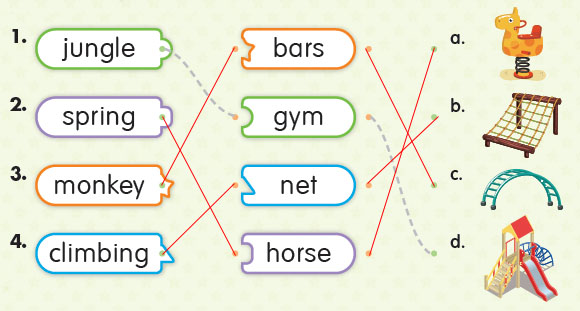 1. jungle bars a.
2. spring gym b.
3. monkey net c.
4. climbing horse d.